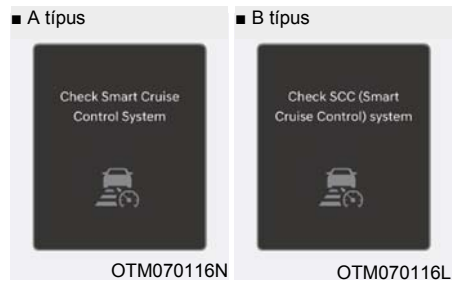 ■ A típus
Check Smart Cruise
Control System
OTM070116N
■ B típus
Check SCC (Smart
Cruise Control) system
OTM070116L